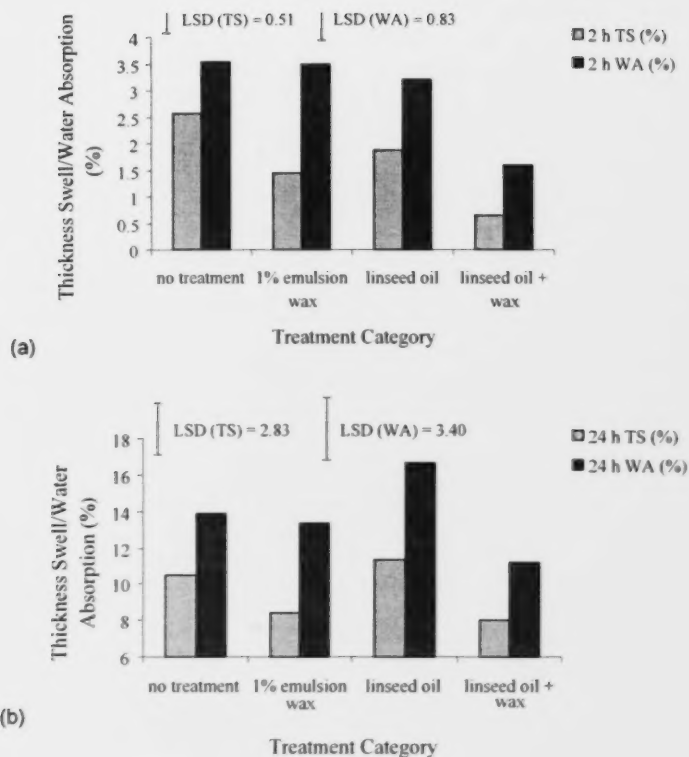 LSD (TS) = 0.51
LSD (WA) = 0.83
2 h TS (%)
2 h WA (%)
Thickness Swell/Water Absorption
(%)
4
3.5
3
2.5
2
1.5
1
0.5
0
no treatment
1% emulsion
wax
linseed oil
linseed oil +
wax
Treatment Category
(a)
LSD (TS) = 2.83
LSD (WA) = 3.40
24 h TS (%)
24 h WA (%)
Thickness Swell/Water
Absorption (%)
18
16
14
12
10
8
6
no treatment
1% emulsion
wax
linseed oil
linseed oil +
wax
(b)
Treatment Category